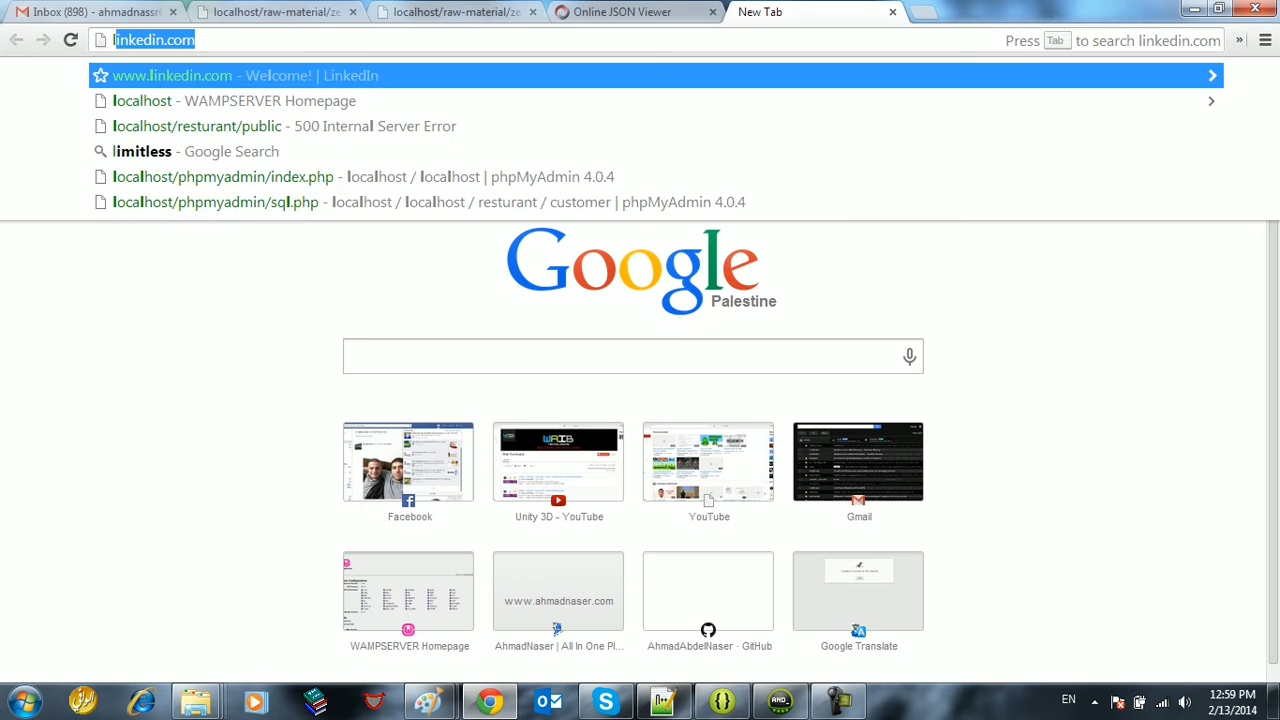 Inbox (898) - ahmadnassr
localhost/raw-material/ze
localhost/raw-material/ze
Online JSON Viewer
New Tab
linkedin.com
Press Tab to search linkedin.com
»
www.linkedin.com - Welcome! | LinkedIn
localhost - WAMPSERVER Homepage
localhost/resturant/public - 500 Internal Server Error
limitless - Google Search
localhost/phpmyadmin/index.php - localhost / localhost | phpMyAdmin 4.0.4
localhost/phpmyadmin/sql.php - localhost / localhost / resturant / customer | phpMyAdmin 4.0.4
Google
Palestine
WAIB
Facebook
Unity 3D - YouTube
YouTube
Gmail
www.ahmadnaser.com
WAMPSERVER Homepage
AhmadNaser | All In One Pl...
AhmadAbdelNaser · GitHub
Google Translate
N++
AND_
EN
12:59 PM
2/13/2014